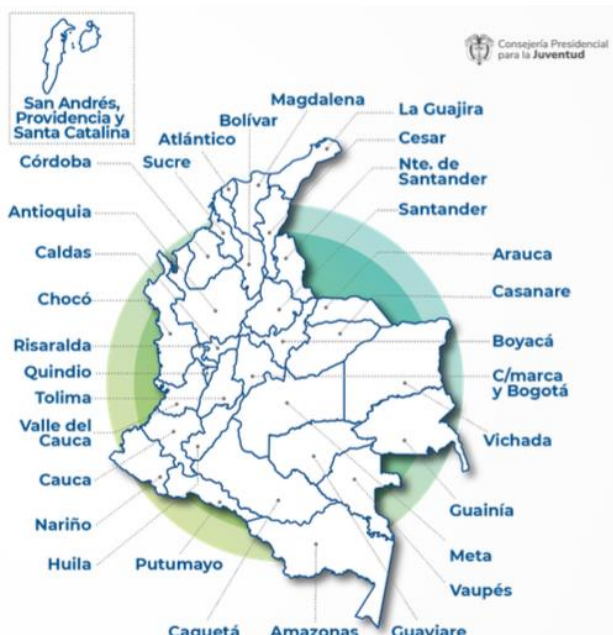 Consejería Presidencial
para la Juventud
San Andrés,
Providencia y
Santa Catalina
Magdalena
Bolívar
Atlántico
Sucre
Córdoba
Antioquia
Caldas
Chocó
Risaralda
Quindio
Tolima
Valle del
Cauca
Cauca
Nariño
Huila
Putumayo
Caquetá
Amazonas
Guaviare
La Guajira
Cesar
Nte. de
Santander
Santander
Arauca
Casanare
Boyacá
C/marca
y Bogotá
Vichada
Guainía
Meta
Vaupés